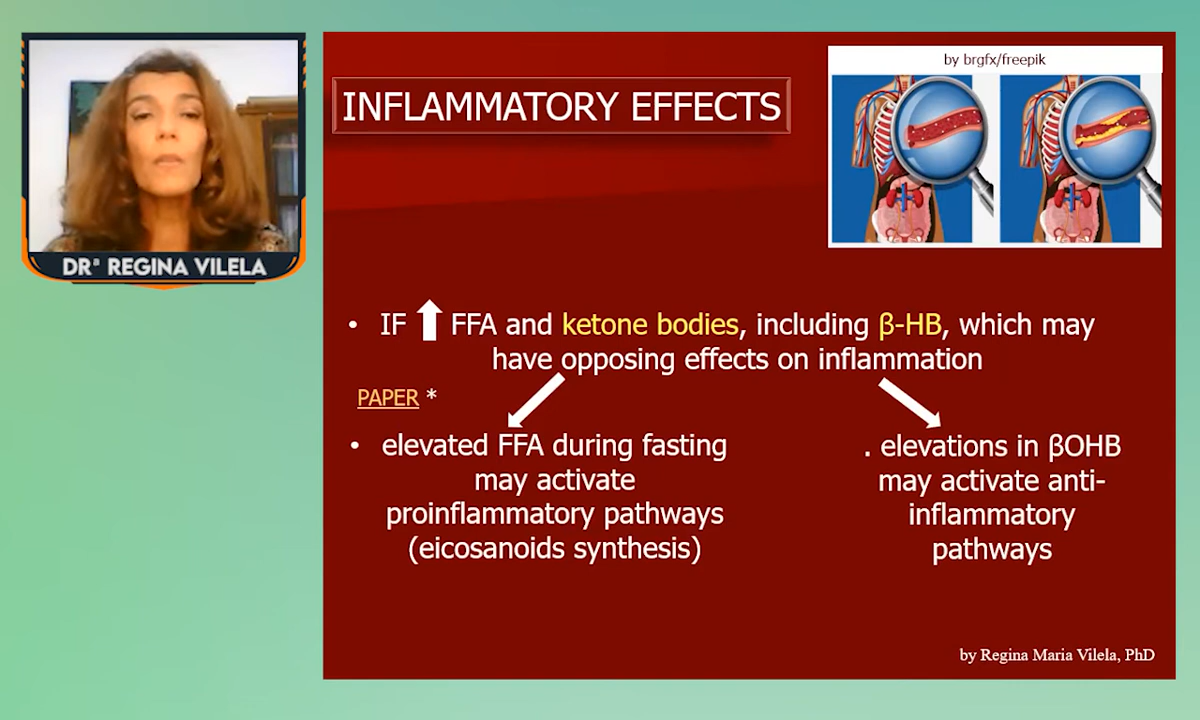 by brgfx/freepik
INFLAMMATORY EFFECTS
DRª REGINA VILELA
• IF ⬆ FFA and ketone bodies, including β-HB, which may
have opposing effects on inflammation
PAPER *
• elevated FFA during fasting
may activate
proinflammatory pathways
(eicosanoids synthesis)
. elevations in βOHB
may activate anti-
inflammatory
pathways
by Regina Maria Vilela, PhD